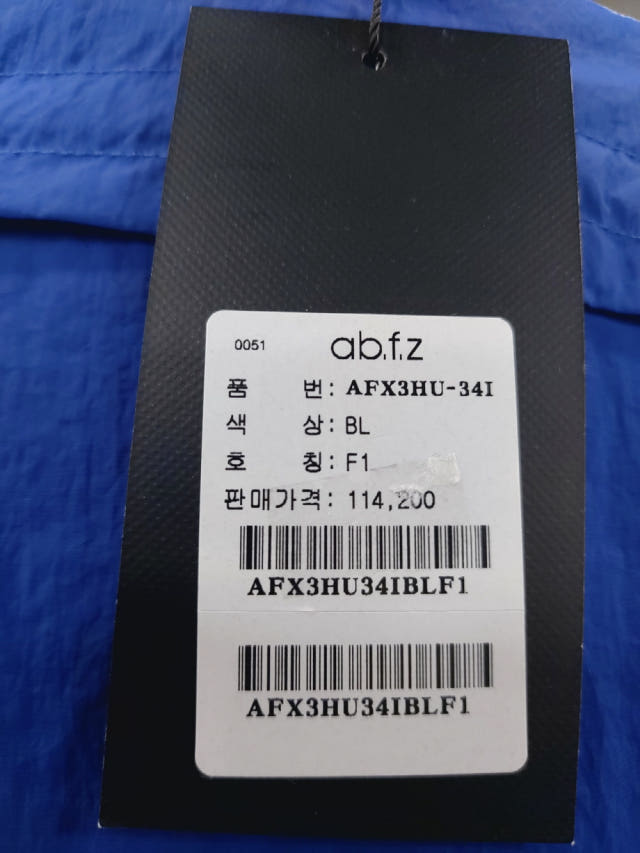 0051 ab.f.z
품 번: AFX3HU-34I
색 상: BL
호 칭: F1
판매가격: 114,200
AFX3HU34IBLF1
AFX3HU34IBLF1